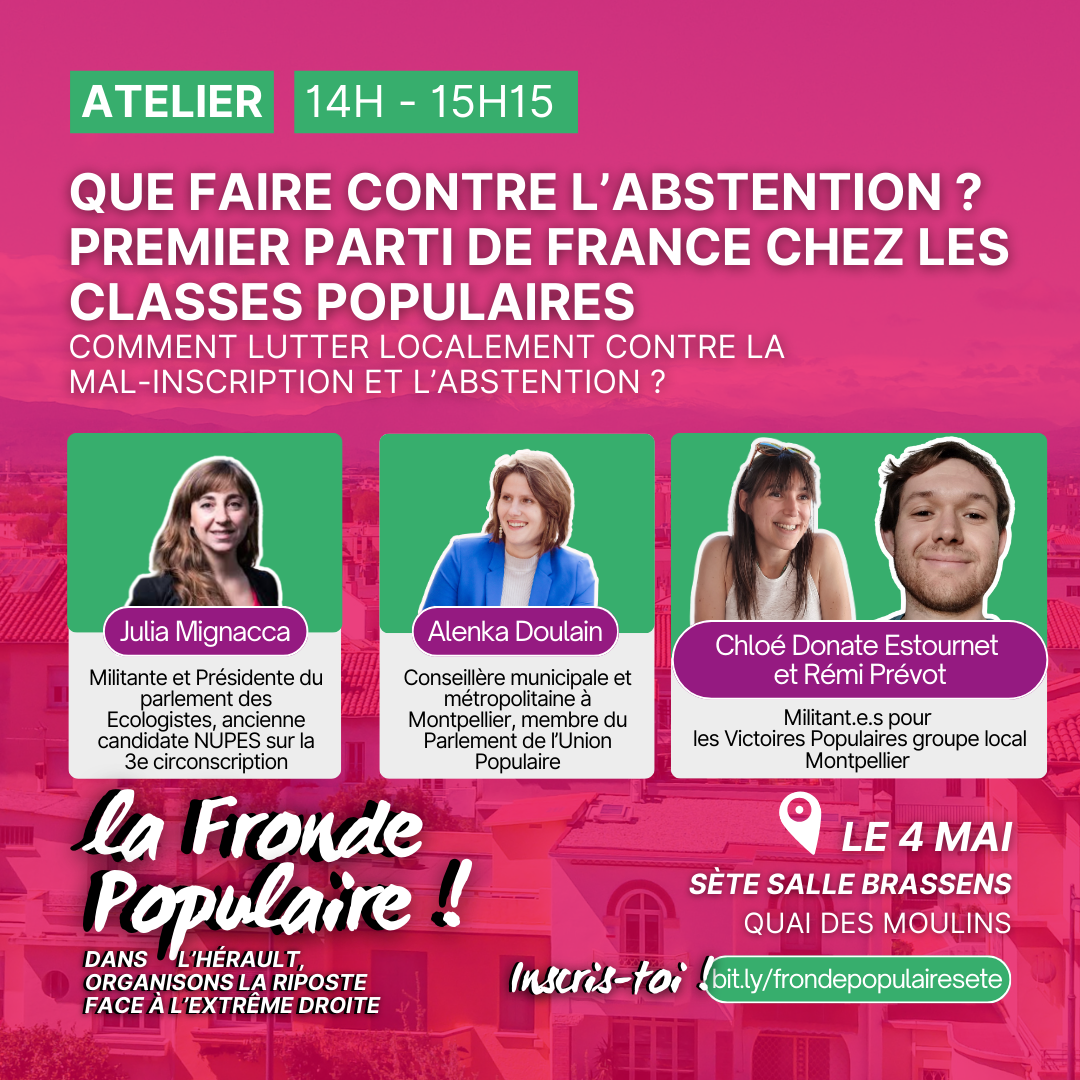 ATELIER 14H - 15H15
QUE FAIRE CONTRE L'ABSTENTION ?
PREMIER PARTI DE FRANCE CHEZ LES
CLASSES POPULAIRES
COMMENT LUTTER LOCALEMENT CONTRE LA
MAL-INSCRIPTION ET L'ABSTENTION ?
Julia Mignacca
Militante et Présidente du
parlement des
Ecologistes, ancienne
candidate NUPES sur la
3e circonscription
Alenka Doulain
Conseillère municipale et
métropolitaine à
Montpellier, membre du
Parlement de l'Union
Populaire
Chloé Donate Estournet
et Rémi Prévot
Militant.e.s pour
les Victoires Populaires groupe local
Montpellier
la Fronde
Populaire !
DANS L'HÉRAULT,
ORGANISONS LA RIPOSTE
FACE À L'EXTRÊME DROITE
LE 4 MAI
SÈTE SALLE BRASSENS
QUAI DES MOULINS
Inscris-toi ! bit.ly/frondepopulairesete